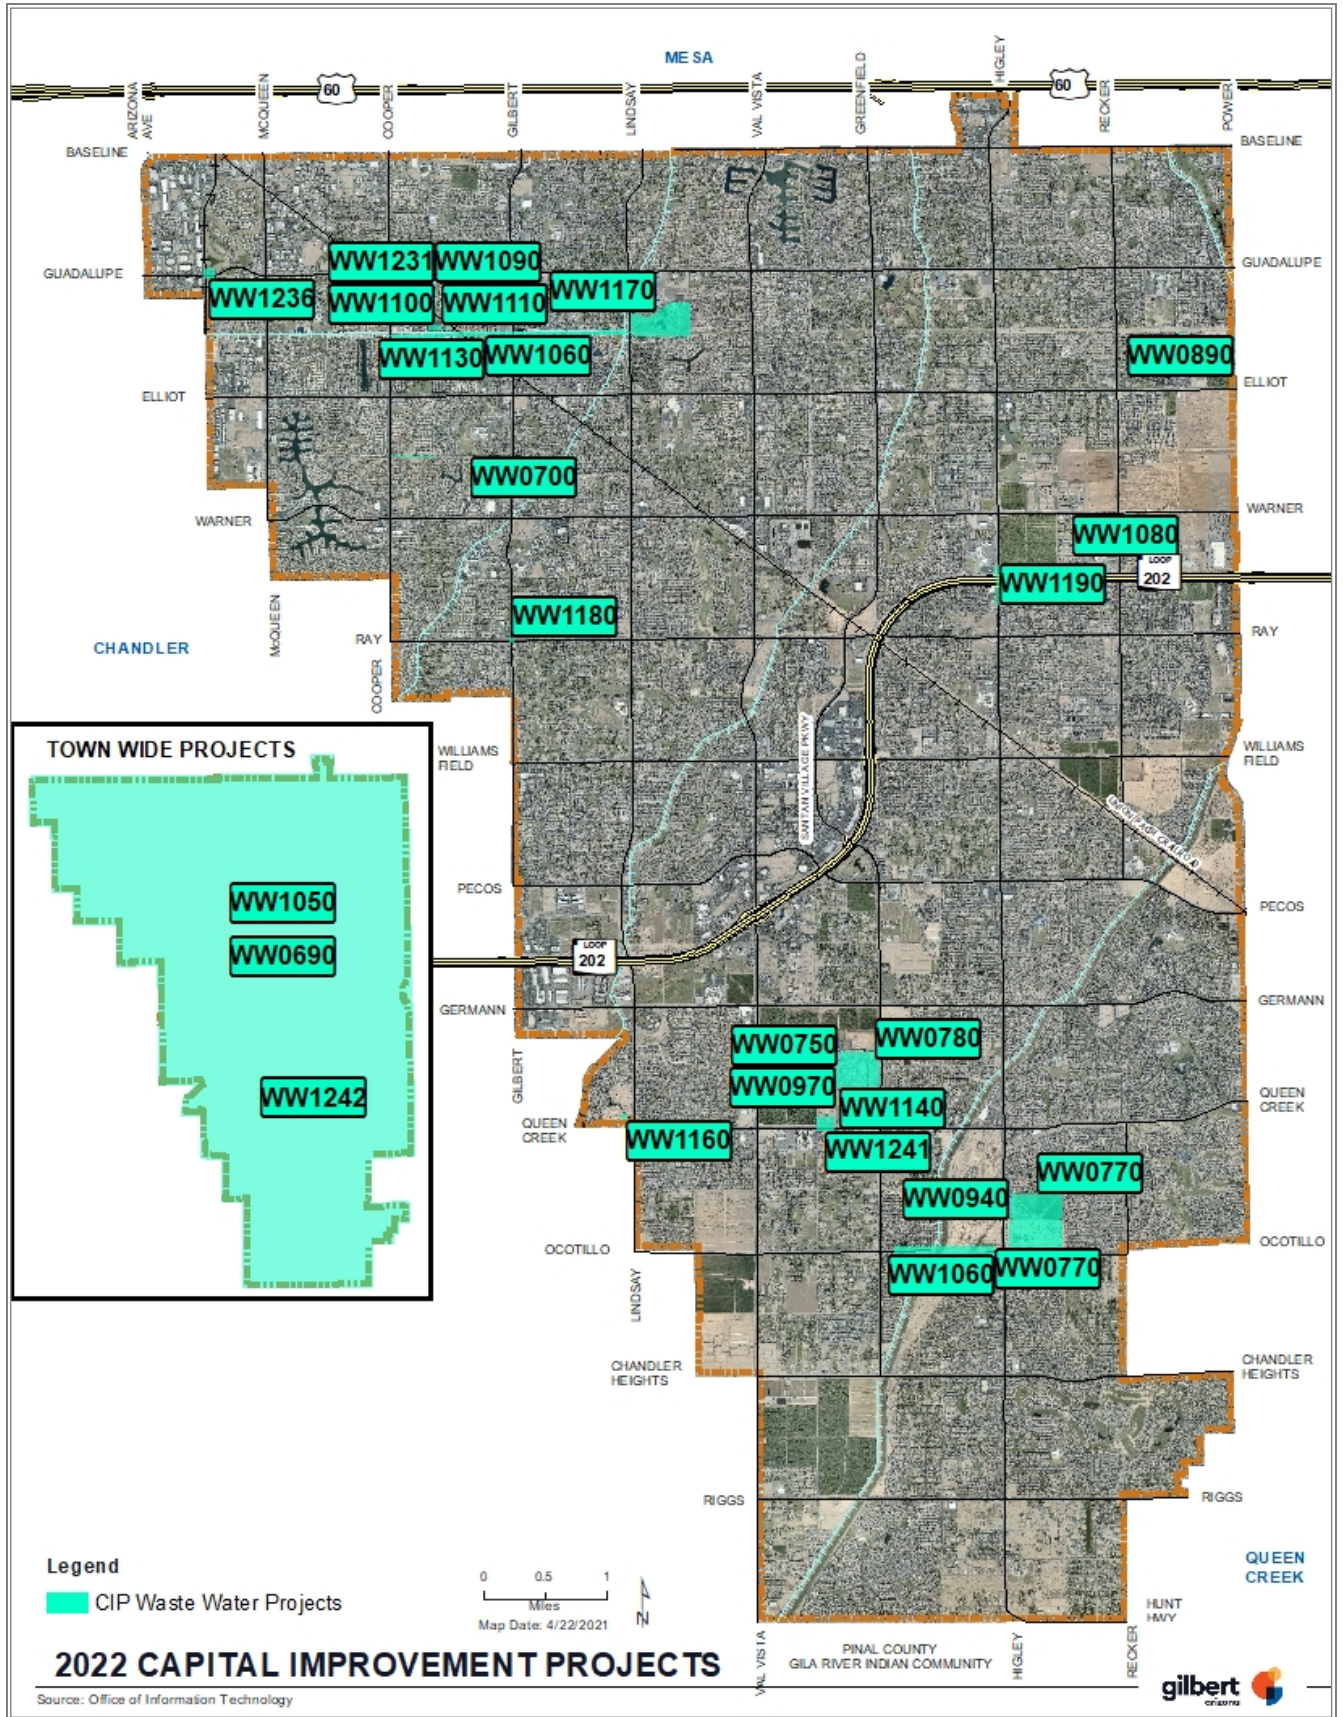 MESA
60
60
ARIZONA
AVE
MCQUEEN
COOPER
GILBERT
LINDSAY
VAL VISTA
GREENFIELD
HIGLEY
RECKER
POWER
BASELINE
BASELINE
GUADALUPE
GUADALUPE
WW1231
WW1090
WW1236
WW1100
WW1110
WW1170
WW1130
WW1060
WW0890
ELLIOT
ELLIOT
WW0700
WARNER
WARNER
WW1080
LOOP
202
WW1190
WW1180
McQUEEN
CHANDLER
RAY
RAY
COOPER
SANTAN VILLAGE PKWY
WILLIAMS
FIELD
WILLIAMS
FIELD
UNION PACIFIC RAILROAD
TOWN WIDE PROJECTS
WW1050
WW0690
WW1242
PECOS
PECOS
LOOP
202
GERMANN
GERMANN
GILBERT
WW0750
WW0780
WW0970
WW1140
QUEEN
CREEK
QUEEN
CREEK
WW1160
WW1241
WW0770
WW0940
OCOTILLO
OCOTILLO
WW1060
WW0770
LINDSAY
CHANDLER
HEIGHTS
CHANDLER
HEIGHTS
RIGGS
RIGGS
QUEEN
CREEK
Legend
CIP Waste Water Projects
0 0.5 1
Miles
Map Date: 4/22/2021
N
HUNT
HWY
VAL VISTA
PINAL COUNTY
GILA RIVER INDIAN COMMUNITY
HIGLEY
RECKER
2022 CAPITAL IMPROVEMENT PROJECTS
Source: Office of Information Technology
gilbert
arizona